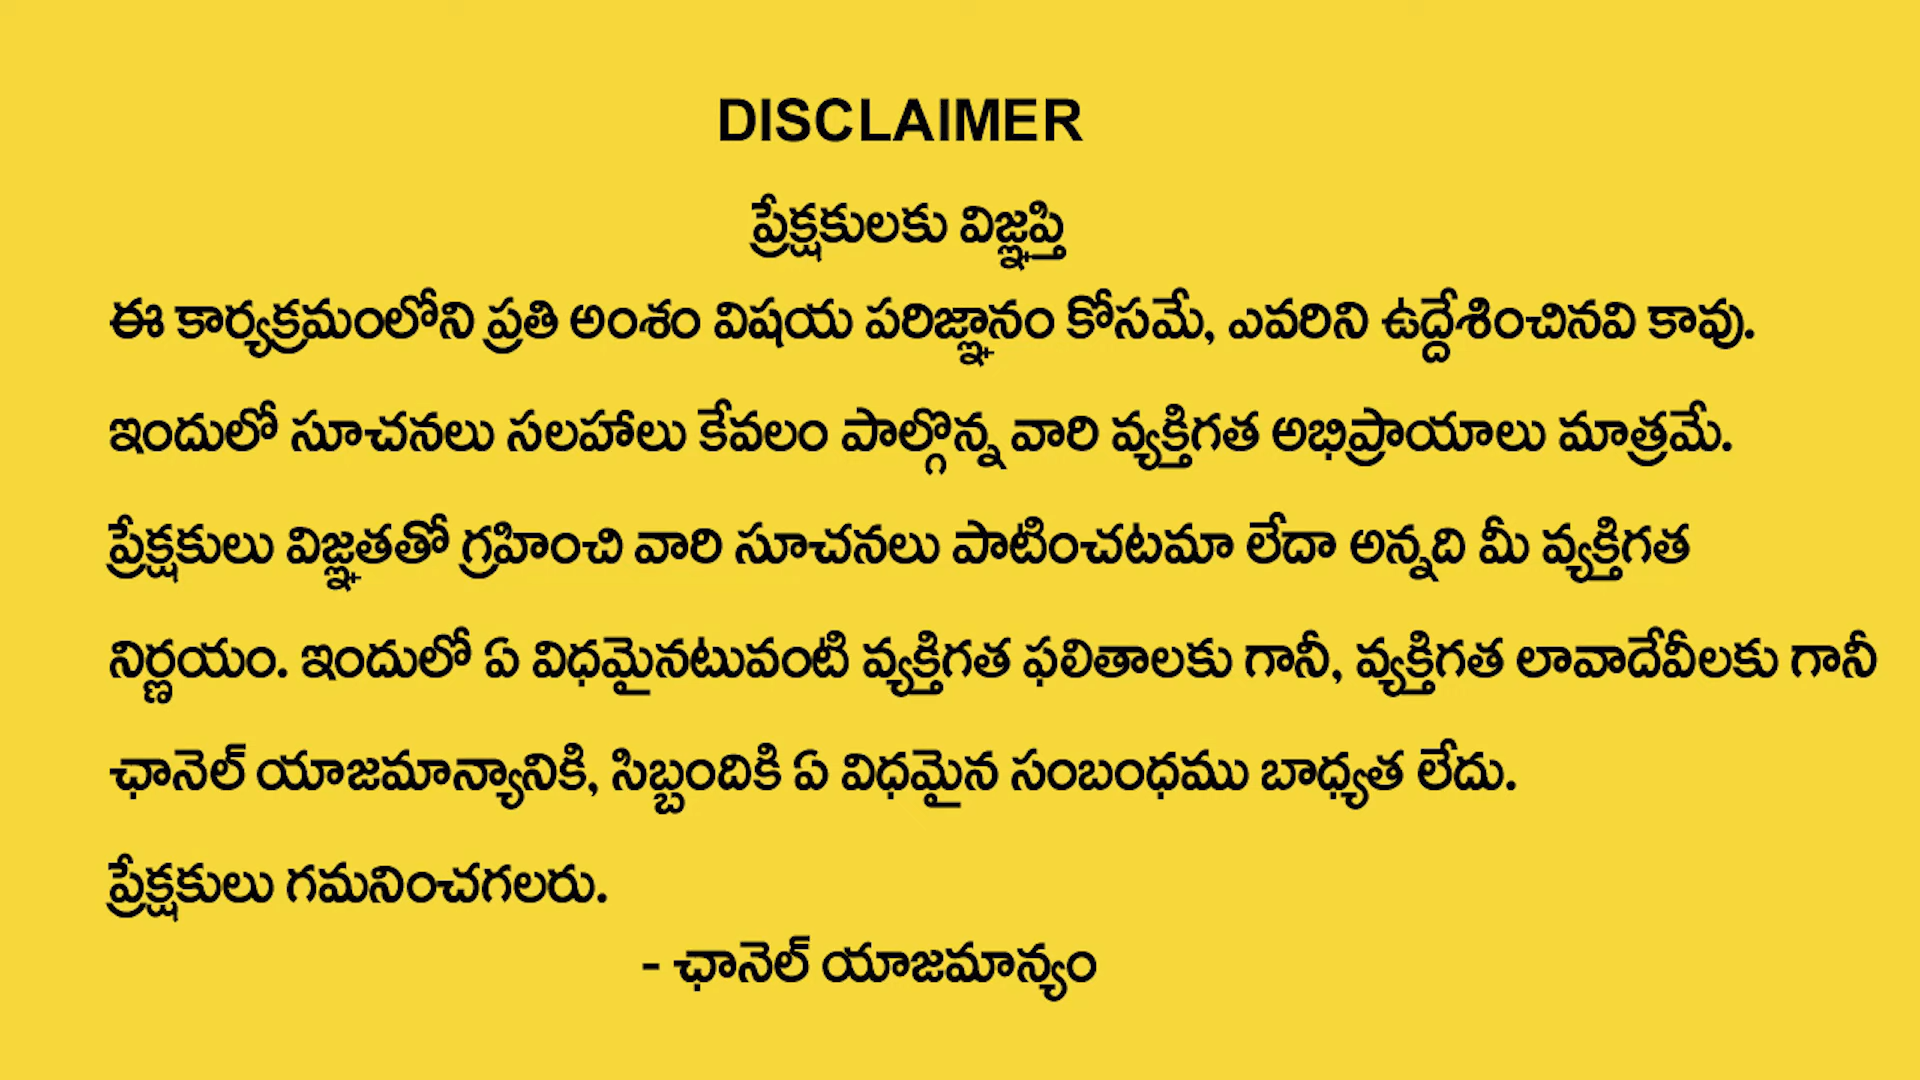 DISCLAIMER
ప్రేక్షకులకు విజ్ఞప్తి
ఈ కార్యక్రమంలోని ప్రతి అంశం విషయ పరిజ్ఞానం కోసమే, ఎవరిని ఉద్దేశించినవి కావు.
ఇందులో సూచనలు సలహాలు కేవలం పాల్గొన్న వారి వ్యక్తిగత అభిప్రాయాలు మాత్రమే.
ప్రేక్షకులు విజ్ఞతతో గ్రహించి వారి సూచనలు పాటించటమా లేదా అన్నది మీ వ్యక్తిగత
నిర్ణయం. ఇందులో ఏ విధమైనటువంటి వ్యక్తిగత ఫలితాలకు గానీ, వ్యక్తిగత లావాదేవీలకు గానీ
ఛానెల్ యాజమాన్యానికి, సిబ్బందికి ఏ విధమైన సంబంధము బాధ్యత లేదు.
ప్రేక్షకులు గమనించగలరు.
- ఛానెల్ యాజమాన్యం